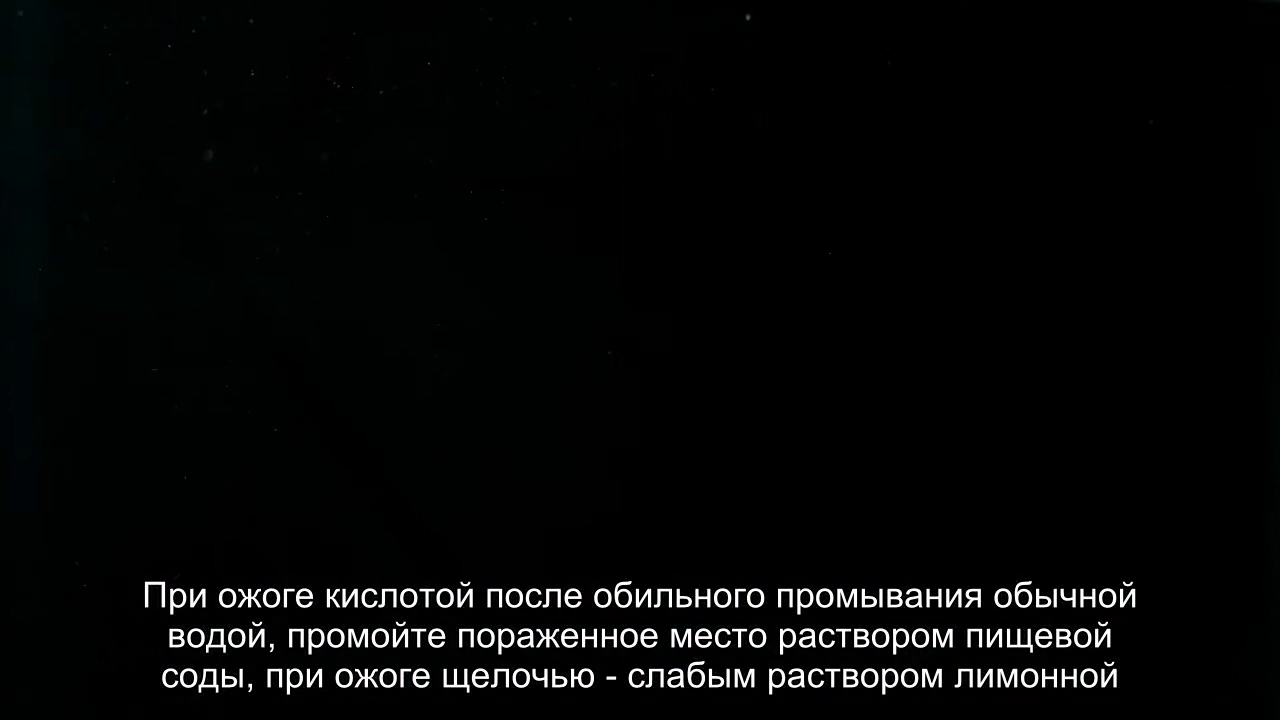 При ожоге кислотой после обильного промывания обычной
водой, промойте пораженное место раствором пищевой
соды, при ожоге щелочью - слабым раствором лимонной